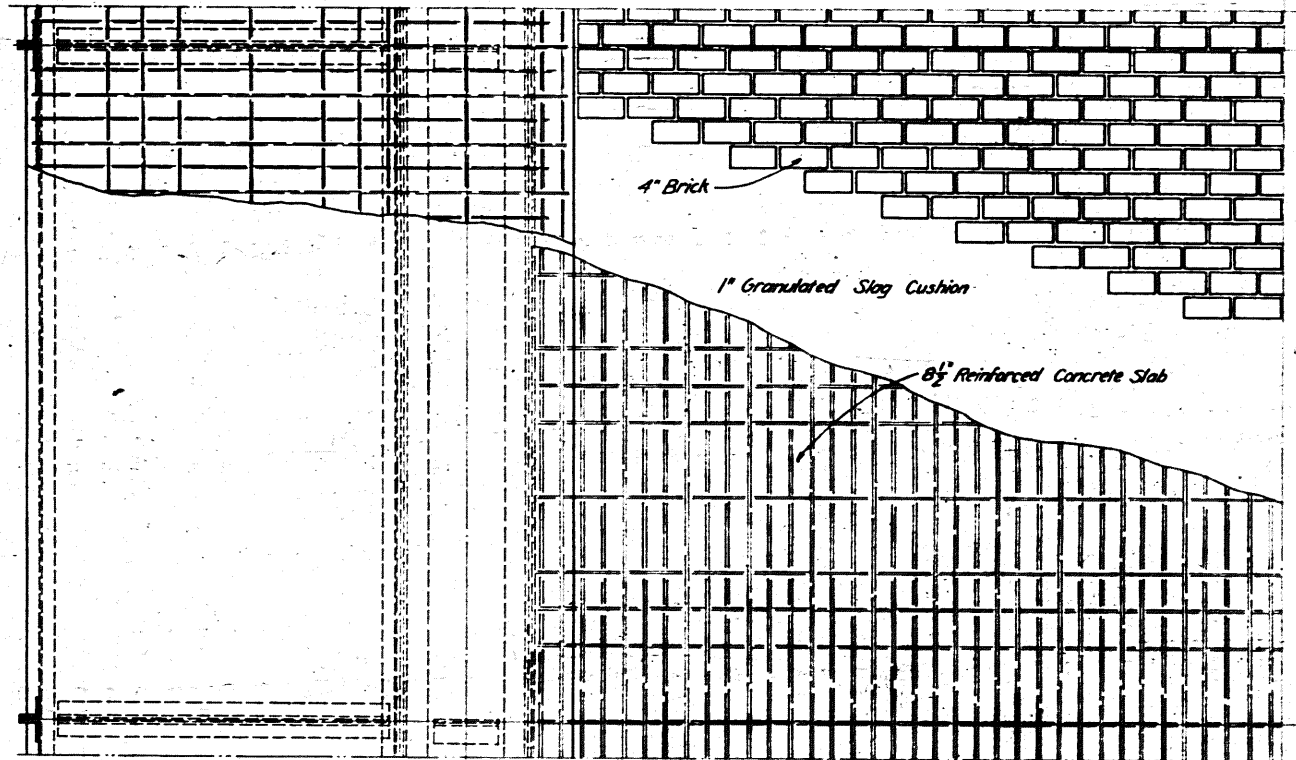 4" Brick
1" Granulated Slag Cushion
8½" Reinforced Concrete Slab